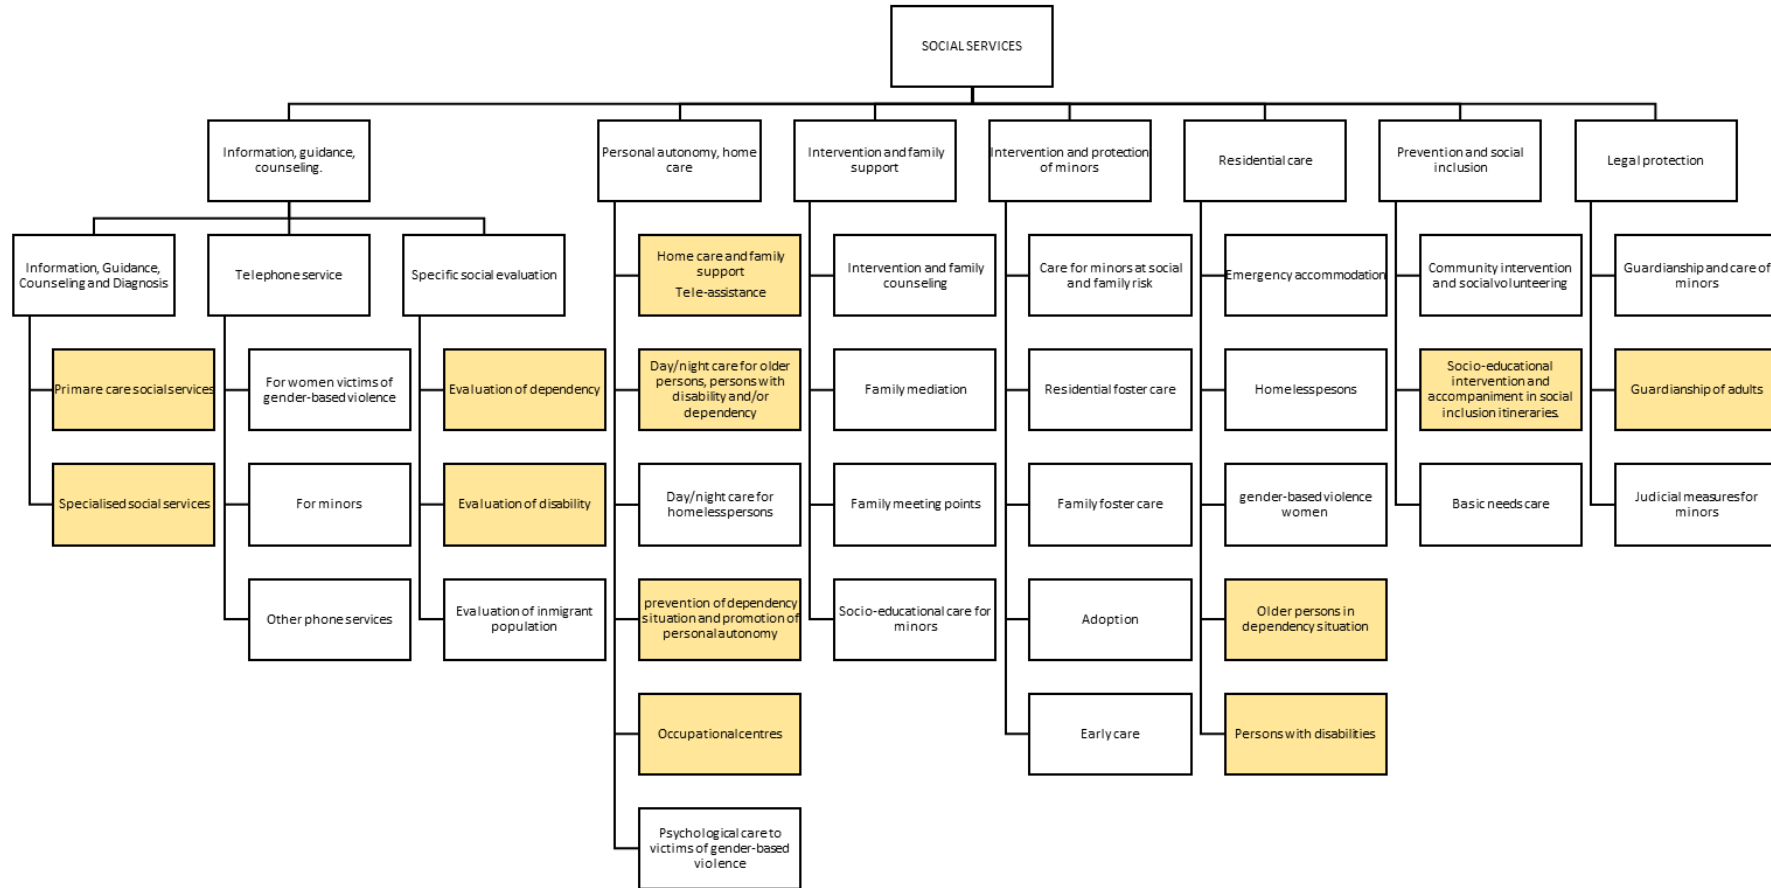 SOCIAL SERVICES
Information, guidance,
counseling.
Personal autonomy, home
care
Intervention and family
support
Intervention and protection
of minors
Residential care
Prevention and social
inclusion
Legal protection
Information, Guidance,
Counseling and Diagnosis
Telephone service
Specific social evaluation
Home care and family
support
Tele-assistance
Intervention and family
counseling
Care for minors at social
and family risk
Emergency accommodation
Community intervention
and social volunteering
Guardianship and care of
minors
Primare care social services
For women victims of
gender-based violence
Evaluation of dependency
Day/night care for older
persons, persons with
disability and/or
dependency
Family mediation
Residential foster care
Homeless pesons
Socio-educational
intervention and
accompaniment in social
inclusion itineraries.
Guardianship of adults
Specialised social services
For minors
Evaluation of disability
Day/night care for
homeless persons
Family meeting points
Family foster care
gender-based violence
women
Basic needs care
Judicial measures for
minors
Other phone services
Evaluation of inmigrant
population
prevention of dependency
situation and promotion of
personal autonomy
Socio-educational care for
minors
Adoption
Older persons in
dependency situation
Occupational centres
Early care
Persons with disabilities
Psychological care to
victims of gender-based
violence